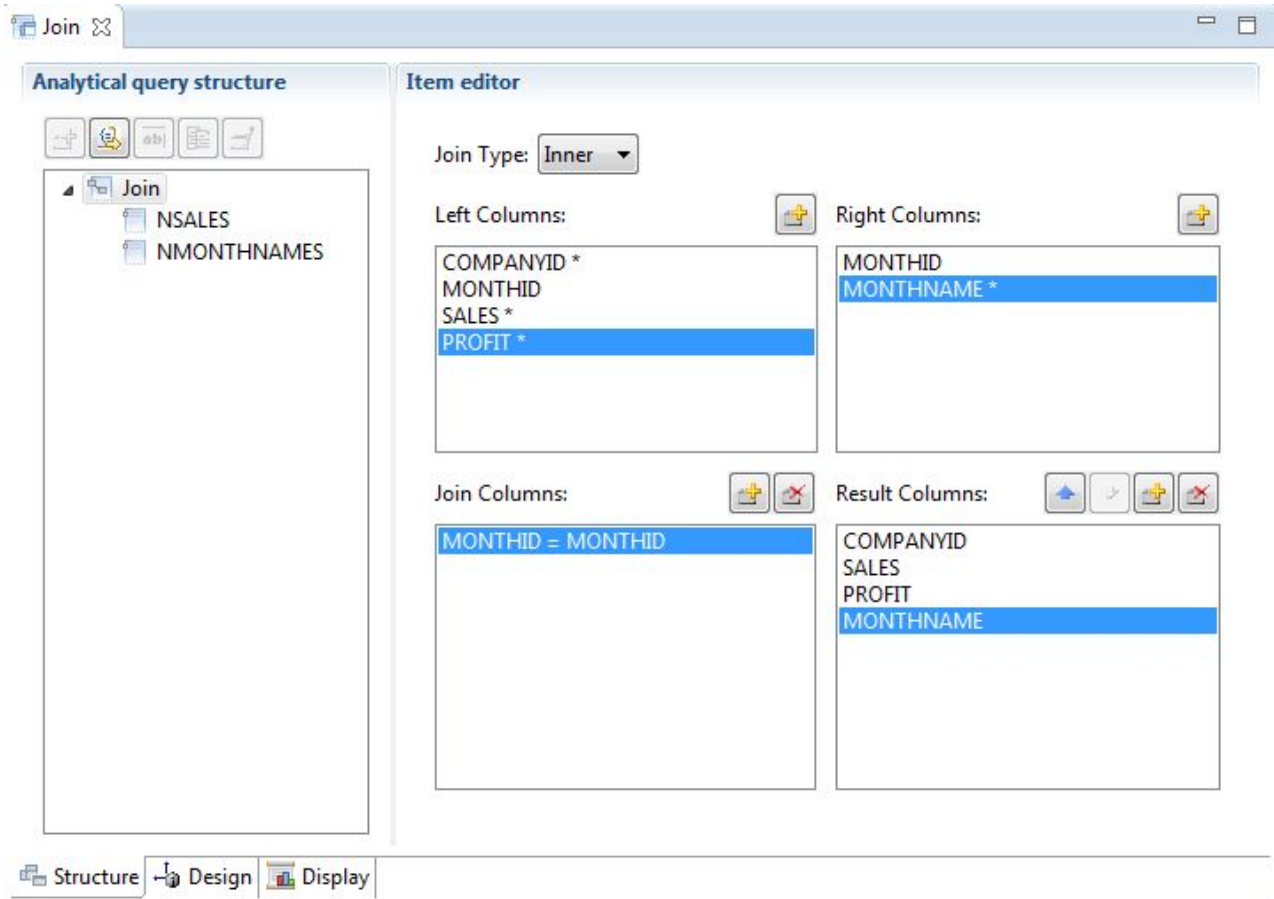 Join
Analytical query structure
Item editor
ab|
Join Type: Inner
Join
NSALES
NMONTHNAMES
Left Columns:
Right Columns:
COMPANYID *
MONTHID
SALES *
PROFIT *
MONTHID
MONTHNAME *
Join Columns:
Result Columns:
MONTHID = MONTHID
COMPANYID
SALES
PROFIT
MONTHNAME
Structure
Design
Display